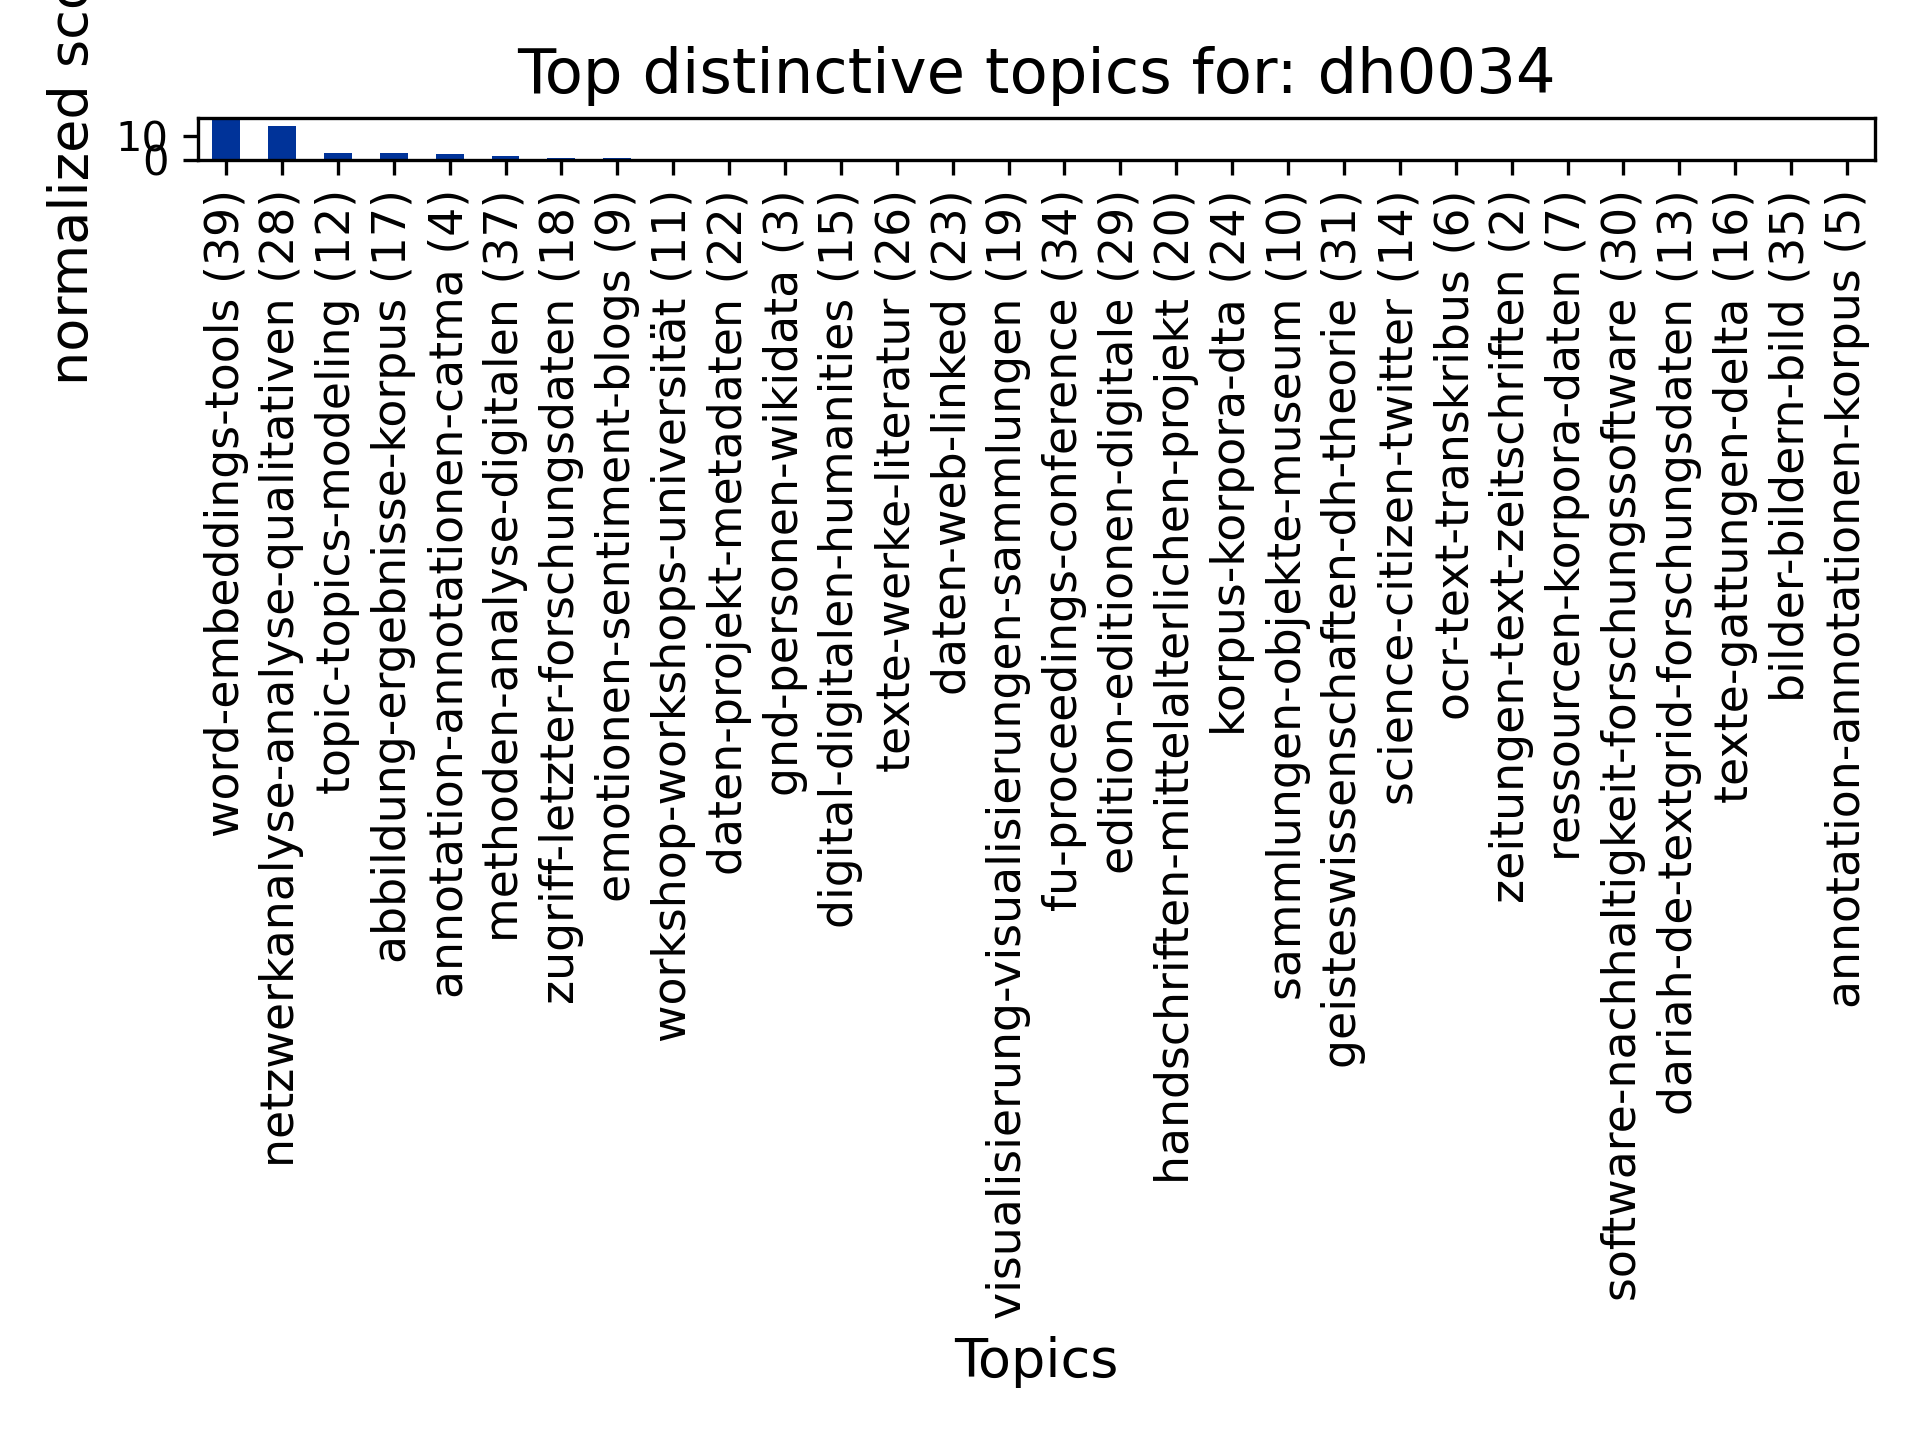 Top distinctive topics for: dh0034
normalized sco
10
0
word-embeddings-tools (39)
netzwerkanalyse-analyse-qualitativen (28)
topic-topics-modeling (12)
abbildung-ergebnisse-korpus (17)
annotation-annotationen-catma (4)
methoden-analyse-digitalen (37)
zugriff-letzter-forschungsdaten (18)
emotionen-sentiment-blogs (9)
workshop-workshops-universität (11)
daten-projekt-metadaten (22)
gnd-personen-wikidata (3)
digital-digitalen-humanities (15)
texte-werke-literatur (26)
daten-web-linked (23)
visualisierung-visualisierungen-sammlungen (19)
fu-proceedings-conference (34)
edition-editionen-digitale (29)
handschriften-mittelalterlichen-projekt (20)
korpus-korpora-dta (24)
sammlungen-objekte-museum (10)
geisteswissenschaften-dh-theorie (31)
science-citizen-twitter (14)
ocr-text-transkribus (6)
zeitungen-text-zeitschriften (2)
ressourcen-korpora-daten (7)
software-nachhaltigkeit-forschungssoftware (30)
dariah-de-textgrid-forschungsdaten (13)
texte-gattungen-delta (16)
bilder-bildern-bild (35)
annotation-annotationen-korpus (5)
Topics